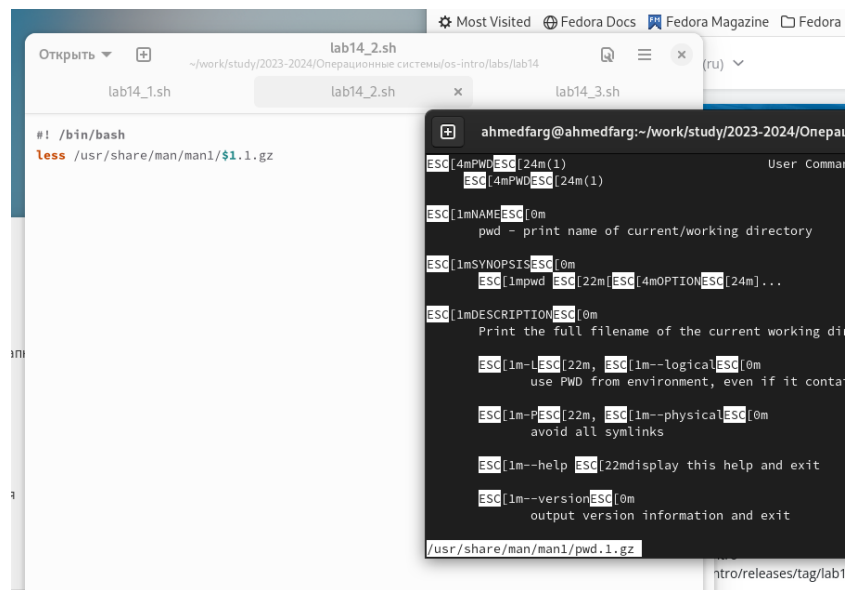 Most Visited Fedora Docs Fedora Magazine Fedora
Открыть lab14_2.sh
~/work/study/2023-2024/Операционные системы/os-intro/labs/lab14
(ru)
lab14_1.sh lab14_2.sh lab14_3.sh
#! /bin/bash
less /usr/share/man/man1/$1.1.gz
ahmedfarg@ahmedfarg:~/work/study/2023-2024/Опера
ESC[4mPWDESC[24m(1) User Comman
ESC[4mPWDESC[24m(1)
ESC[1mNAMEESC[0m
pwd - print name of current/working directory
ESC[1mSYNOPSISESC[0m
ESC[1mpwd ESC[22m[ESC[4mOPTIONESC[24m]...
ESC[1mDESCRIPTIONESC[0m
Print the full filename of the current working dir
ESC[1m-LESC[22m, ESC[1m--logicalESC[0m
use PWD from environment, even if it contai
ESC[1m-PESC[22m, ESC[1m--physicalESC[0m
avoid all symlinks
ESC[1m--help ESC[22mdisplay this help and exit
ESC[1m--versionESC[0m
output version information and exit
/usr/share/man/man1/pwd.1.gz
ntro/releases/tag/lab1